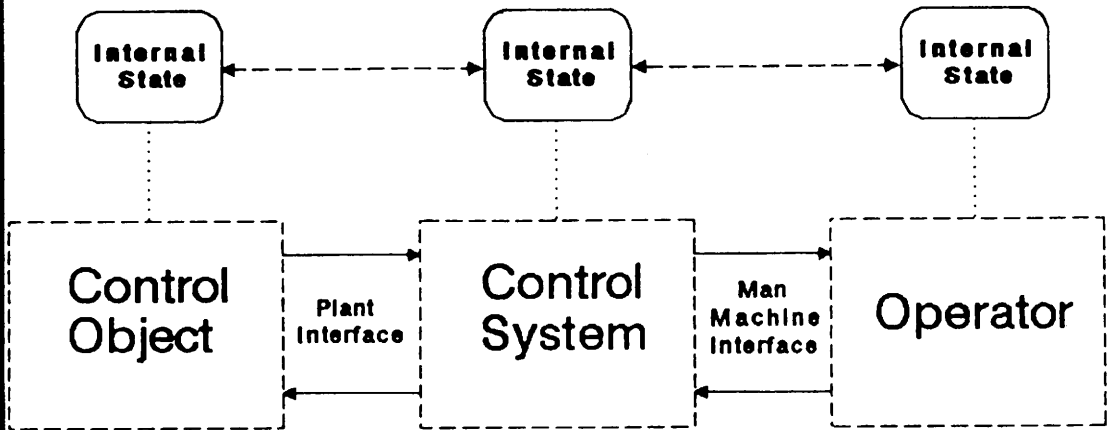 Internal
State
Internal
State
Internal
State
Control
Object
Plant
Interface
Control
System
Man
Machine
Interface
Operator